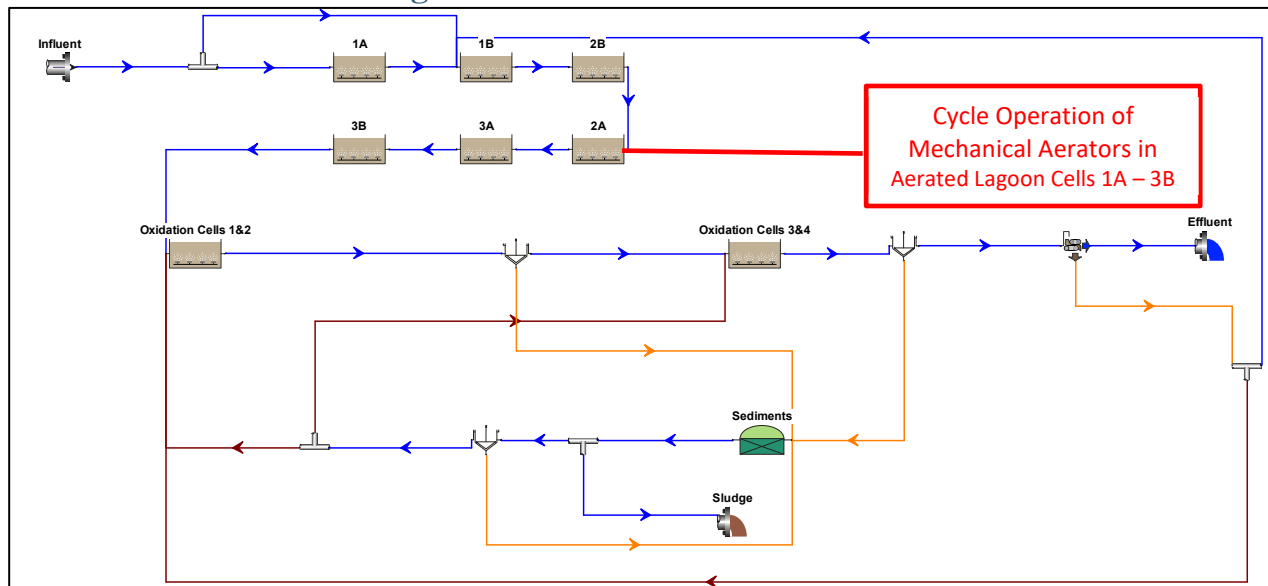 Influent
1A
1B
2B
3B
3A
2A
Cycle Operation of
Mechanical Aerators in
Aerated Lagoon Cells 1A – 3B
Oxidation Cells 1&2
Oxidation Cells 3&4
Effluent
Sediments
Sludge